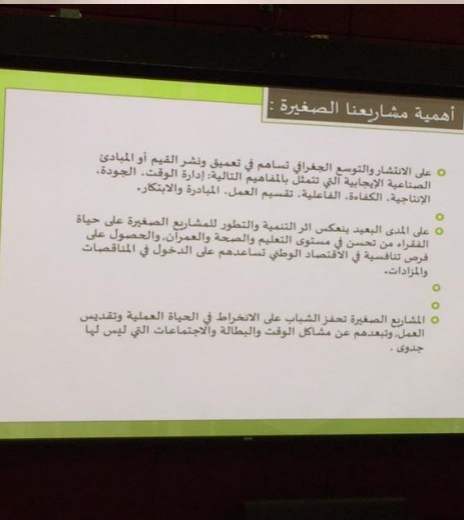 أهمية مشاريعنا الصغيرة :
على الانتشار والتوسع الجغرافي تساهم في تعميق ونشر القيم أو المبادئ
الصناعية الإيجابية التي تتمثل بالمفاهيم التالية: إدارة الوقت، الجودة،
الإنتاجية، الكفاءة، الفاعلية، تقسيم العمل، المبادرة والابتكار.
على المدى البعيد ينعكس اثر التنمية والتطور للمشاريع الصغيرة على حياة
الفقراء من تحسن في مستوى التعليم والصحة والعمران, والحصول على
فرص تنافسية في الاقتصاد الوطني تساعدهم على الدخول في المناقصات
والمزادات.
المشاريع الصغيرة تحفز الشباب على الانخراط في الحياة العملية وتقديس
العمل, وتبعدهم عن مشاكل الوقت والبطالة والاجتماعات التي ليس لها
جدوى .